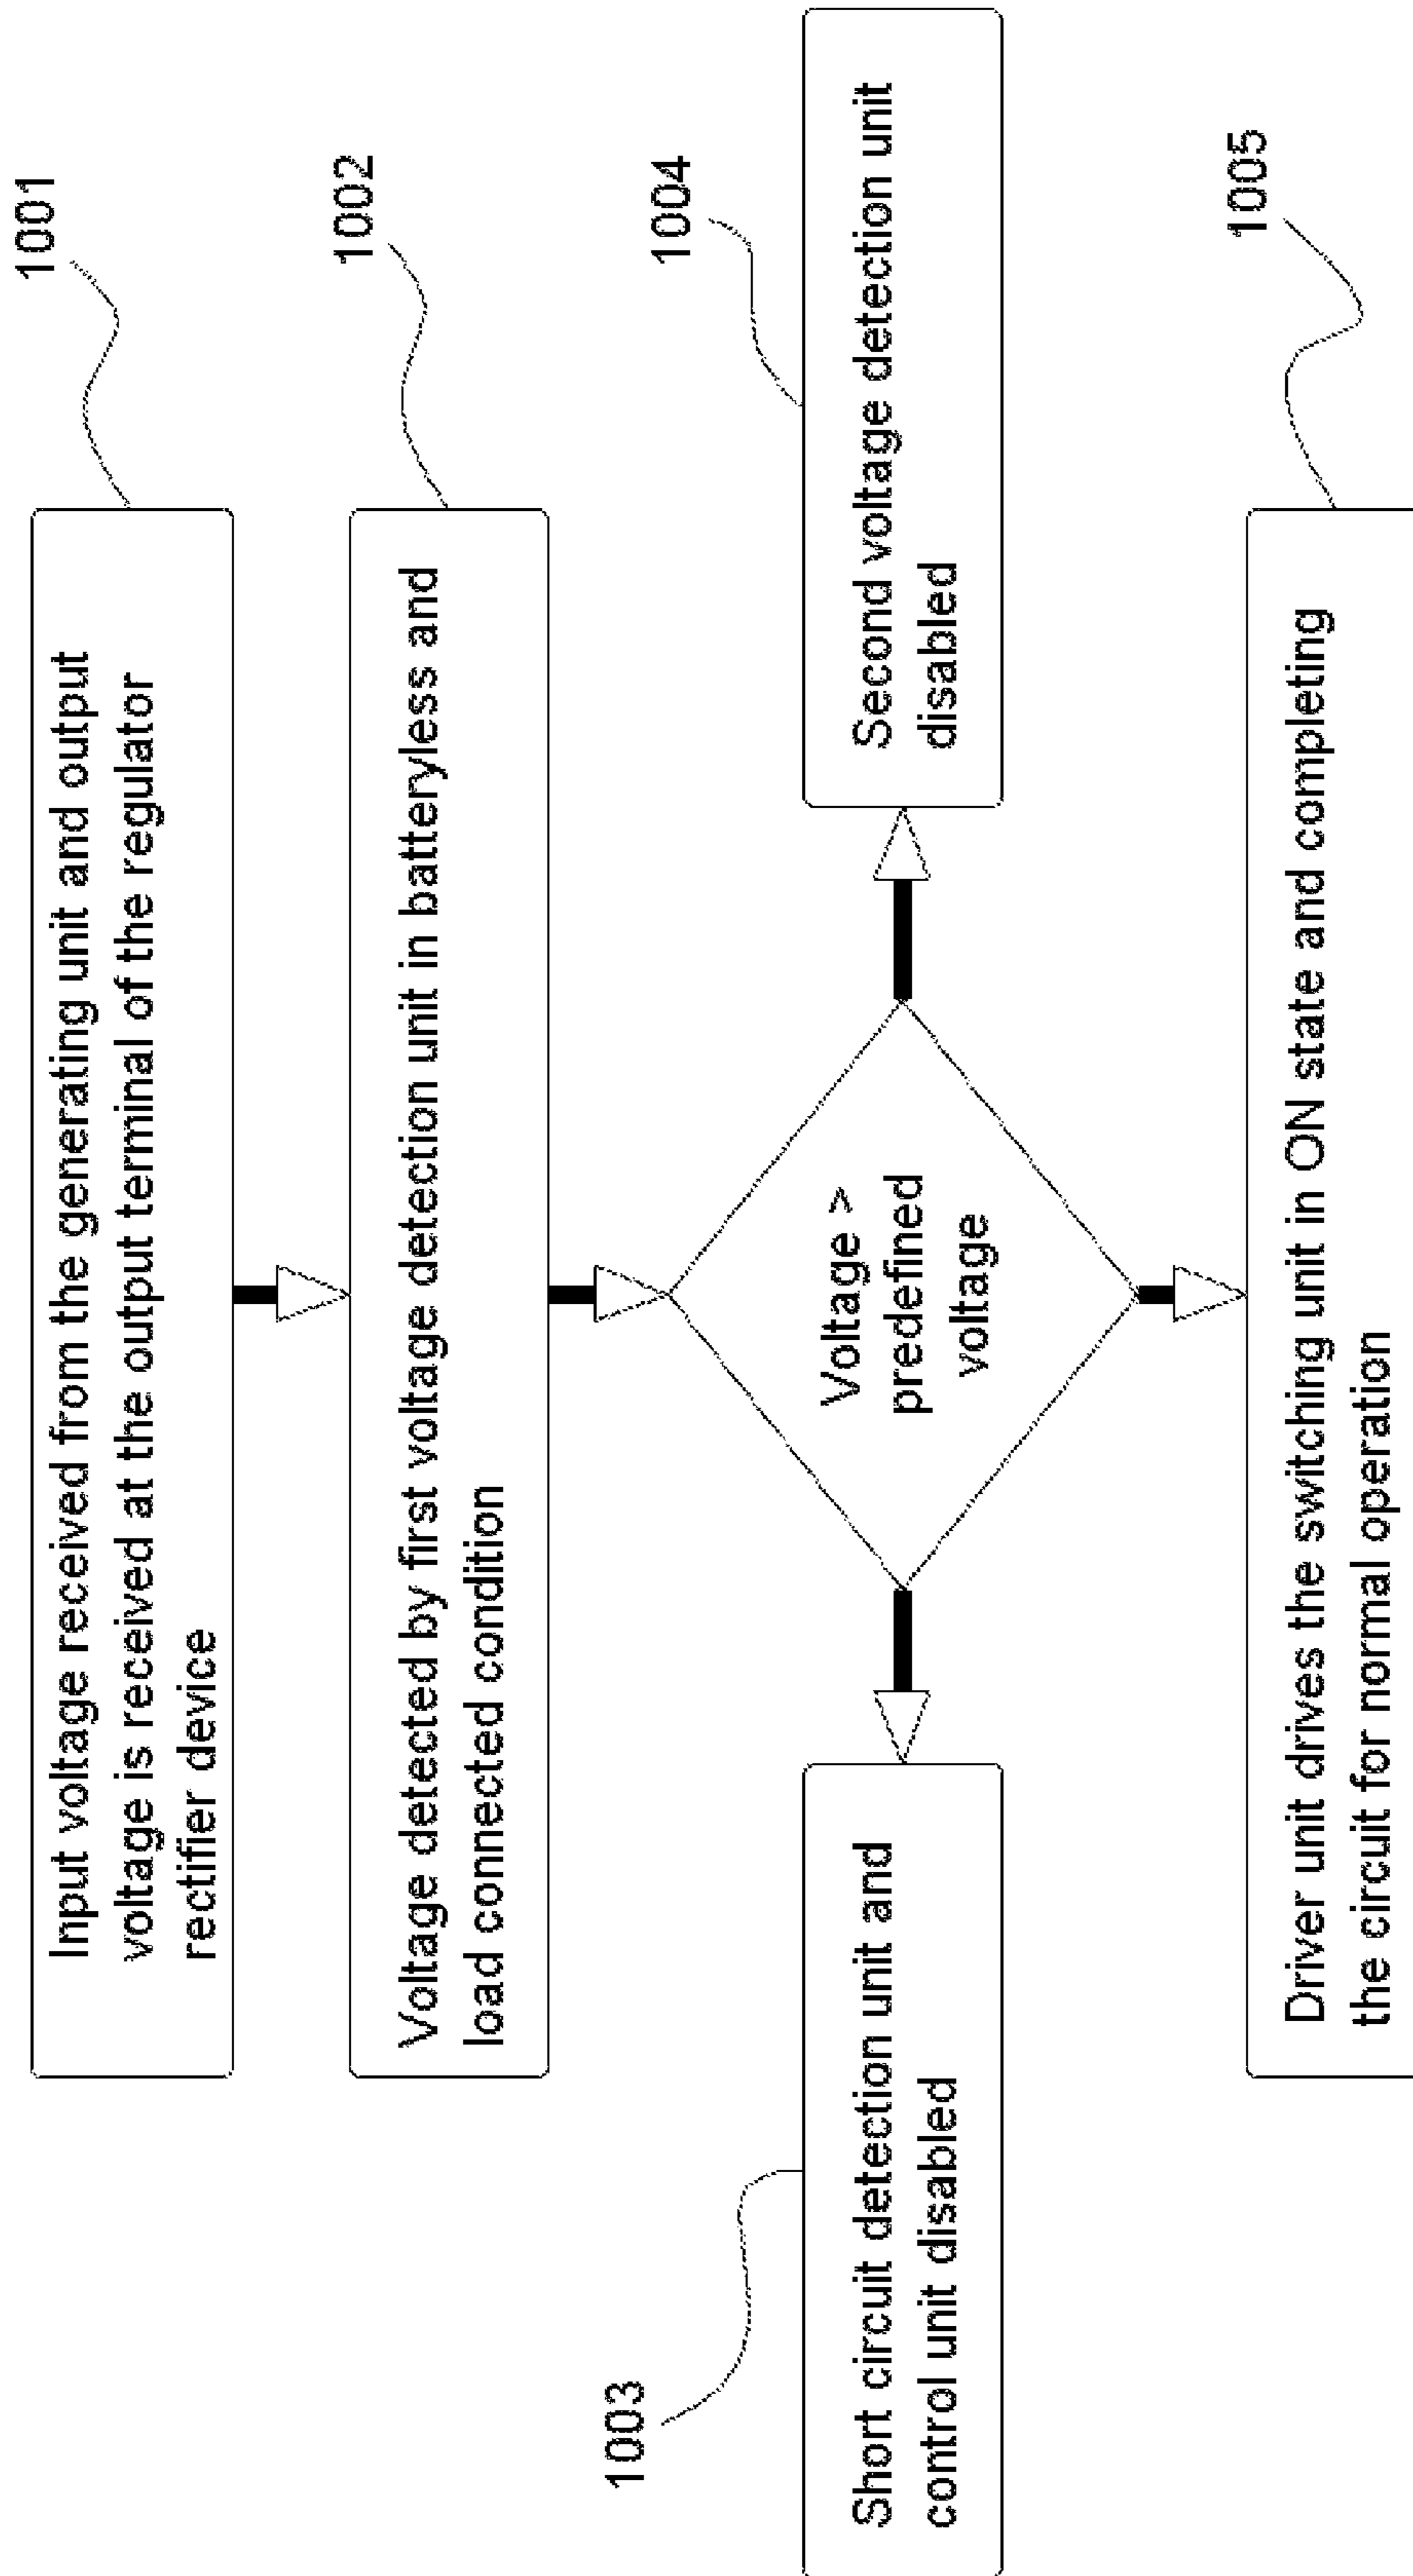 1001
Input voltage received from the generating unit and output
voltage is received at the output terminal of the regulator
rectifier device
1002
Voltage detected by first voltage detection unit in batteryless and
load connected condition
Voltage >
predefined
voltage
1003
Short circuit detection unit and
control unit disabled
1004
Second voltage detection unit
disabled
1005
Driver unit drives the switching unit in ON state and completing
the circuit for normal operation